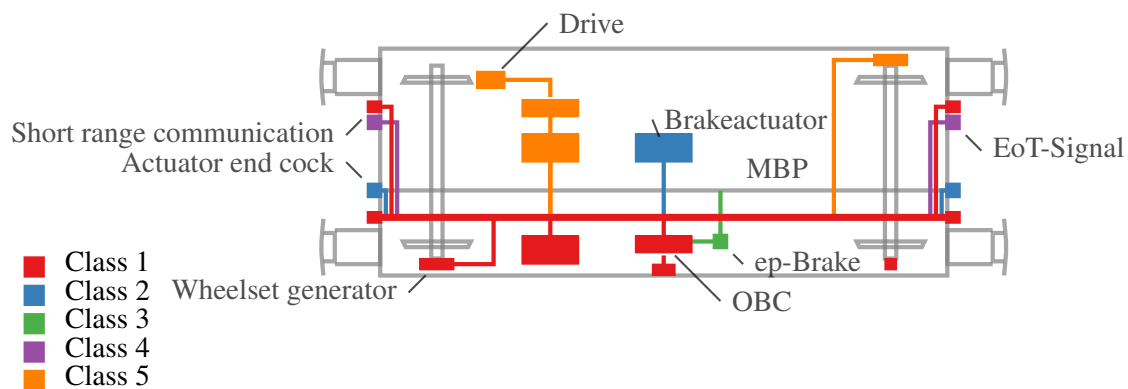 Drive
Short range communication
Brakeactuator
EoT-Signal
Actuator end cock
MBP
Class 1
ep-Brake
Wheelset generator
OBC
Class 2
Class 3
Class 4
Class 5